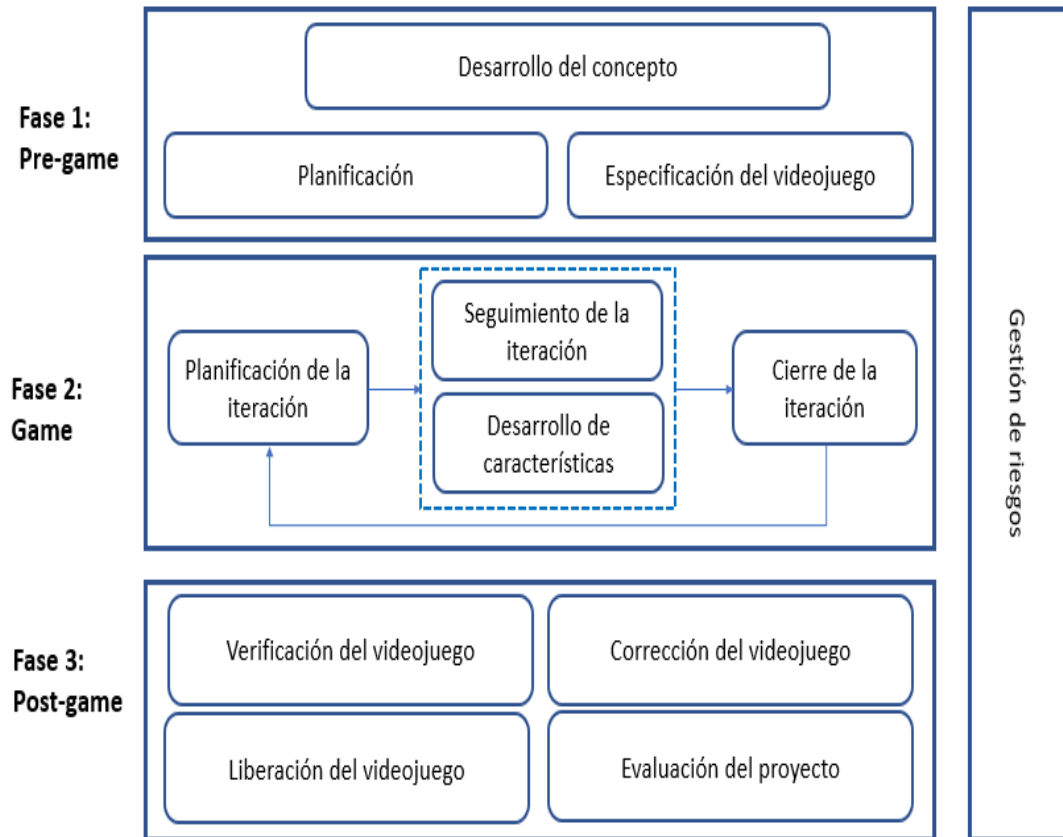 Fase 1:
Pre-game
Desarrollo del concepto
Planificación
Especificación del videojuego
Fase 2:
Game
Planificación de la
iteración
Seguimiento de la
iteración
Desarrollo de
características
Cierre de la
iteración
Fase 3:
Post-game
Verificación del videojuego
Corrección del videojuego
Liberación del videojuego
Evaluación del proyecto
Gestión de riesgos